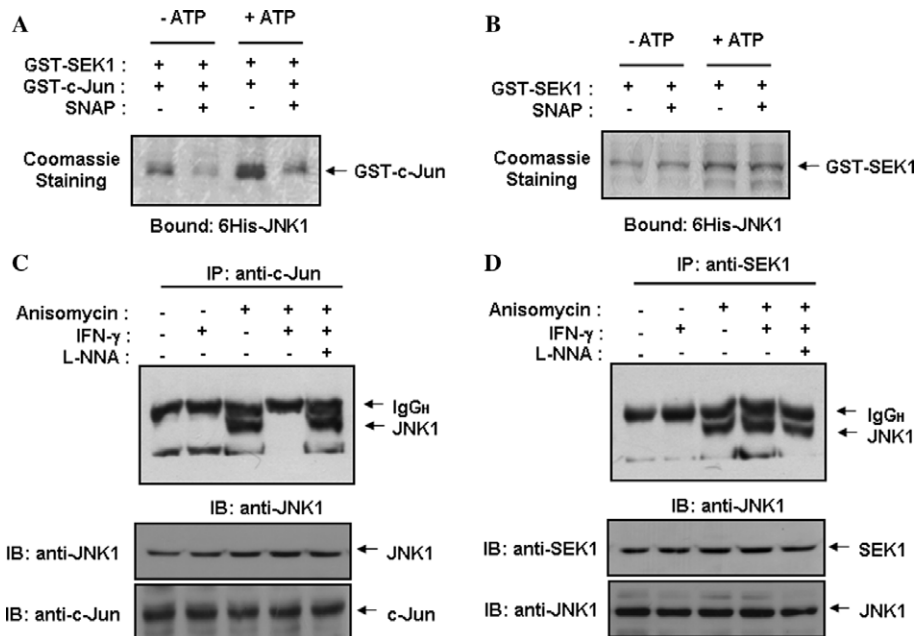 A
- ATP + ATP
GST-SEK1 : + + + +
GST-c-Jun : + + + +
SNAP : - + - +
Coomassie
Staining
GST-c-Jun
Bound: 6His-JNK1
B
- ATP + ATP
GST-SEK1 : + + + +
SNAP : - + - +
Coomassie
Staining
GST-SEK1
Bound: 6His-JNK1
C
IP: anti-c-Jun
Anisomycin : - - + + +
IFN-γ : - + - + +
L-NNA : - - - - +
IgGH
JNK1
IB: anti-JNK1
IB: anti-JNK1 JNK1
IB: anti-c-Jun c-Jun
D
IP: anti-SEK1
Anisomycin : - - + + +
IFN-γ : - + - + +
L-NNA : - - - - +
IgGH
JNK1
IB: anti-JNK1
IB: anti-SEK1 SEK1
IB: anti-JNK1 JNK1